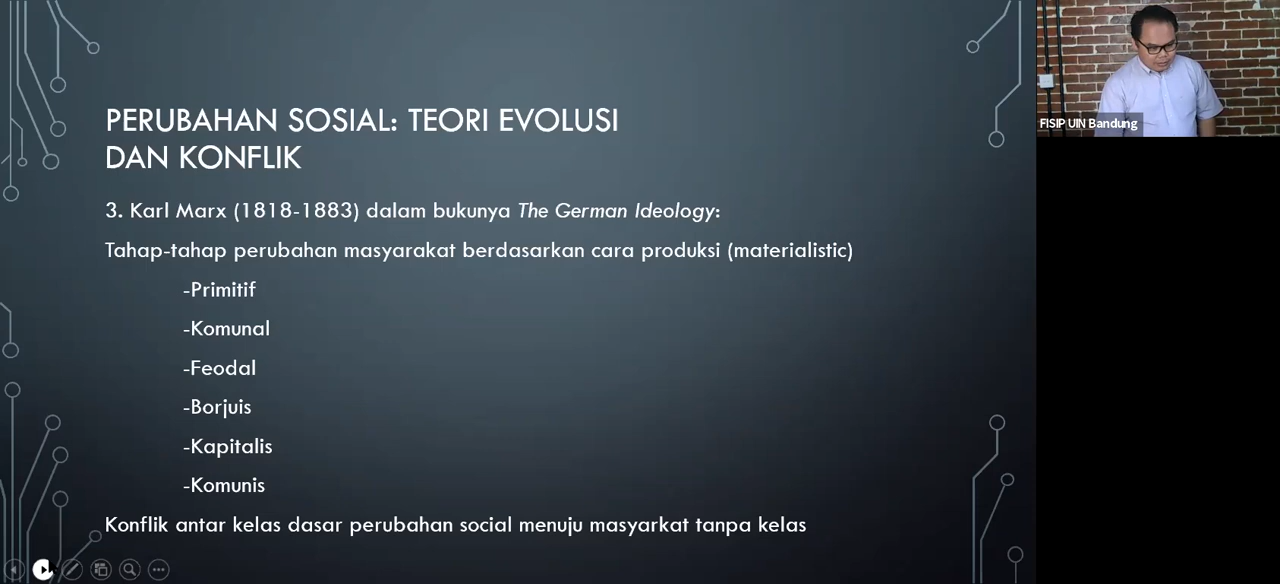 PERUBAHAN SOSIAL: TEORI EVOLUSI
DAN KONFLIK
3. Karl Marx (1818-1883) dalam bukunya The German Ideology:
Tahap-tahap perubahan masyarakat berdasarkan cara produksi (materialistic)
-Primitif
-Komunal
-Feodal
-Borjuis
-Kapitalis
-Komunis
Konflik antar kelas dasar perubahan social menuju masyarkat tanpa kelas
FISIP UIN Bandung